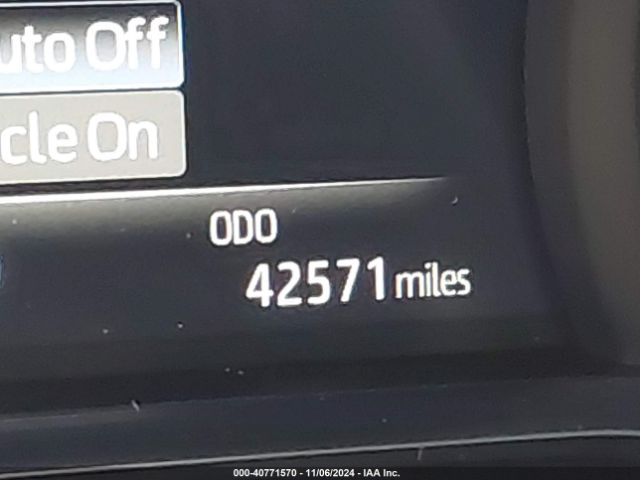 uto Off
cle On
ODO
42571 miles
000-40771570 - 11/06/2024 - IAA Inc.